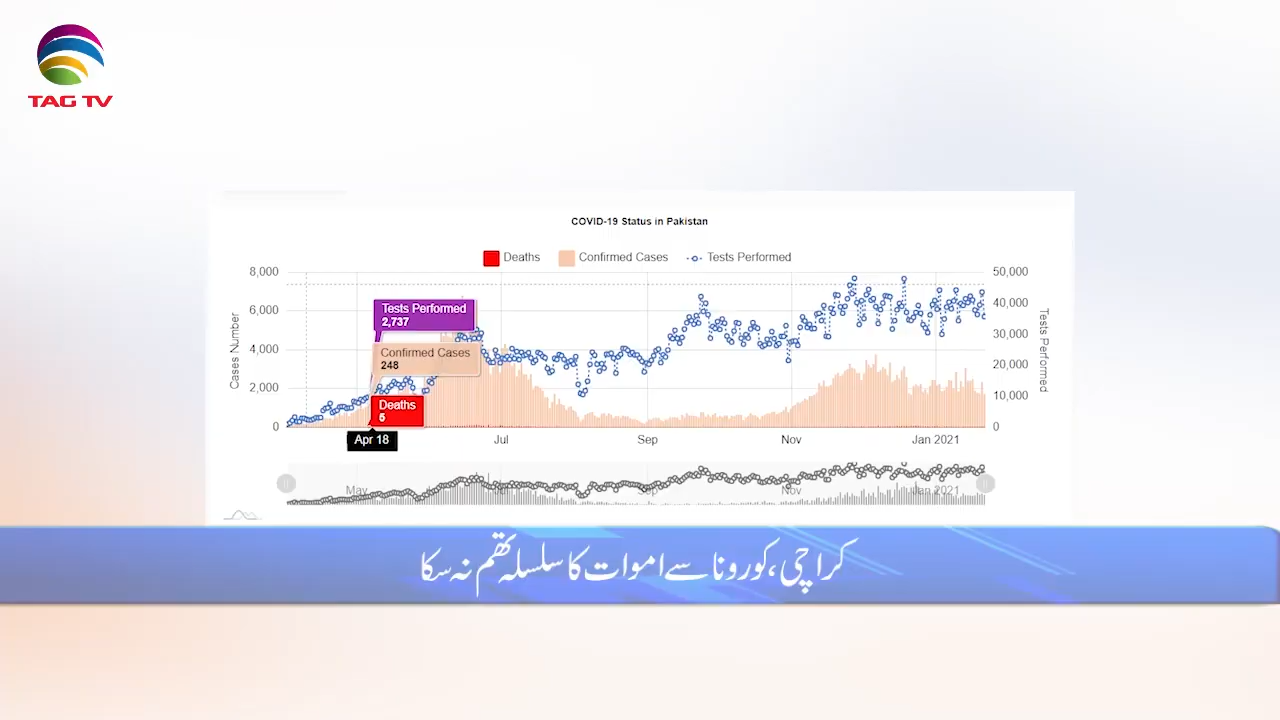 TAG TV
COVID-19 Status in Pakistan
Deaths Confirmed Cases Tests Performed
8,000
6,000
4,000
2,000
0
Cases Number
50,000
40,000
30,000
20,000
10,000
0
Tests Performed
Tests Performed
2,737
Confirmed Cases
248
Deaths
5
Apr 18 Jul Sep Nov Jan 2021
May Jul Sep Nov Jan 2021
کراچی، کورونا سے اموات کا سلسلہ تھم نہ سکا